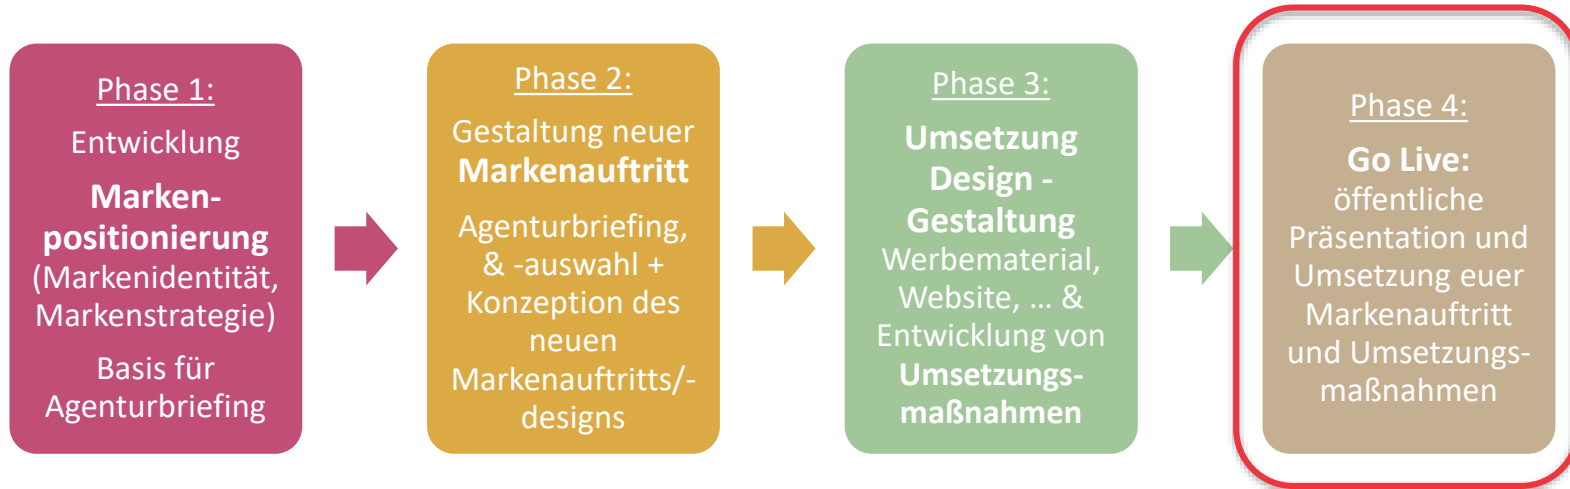 Phase 1:
Entwicklung
Marken-
positionierung
(Markenidentität,
Markenstrategie)
Basis für
Agenturbriefing
Phase 2:
Gestaltung neuer
Markenauftritt
Agenturbriefing,
& -auswahl +
Konzeption des
neuen
Markenauftritts/-
designs
Phase 3:
Umsetzung
Design -
Gestaltung
Werbematerial,
Website, ... &
Entwicklung von
Umsetzungs-
maßnahmen
Phase 4:
Go Live:
öffentliche
Präsentation und
Umsetzung euer
Markenauftritt
und Umsetzungs-
maßnahmen